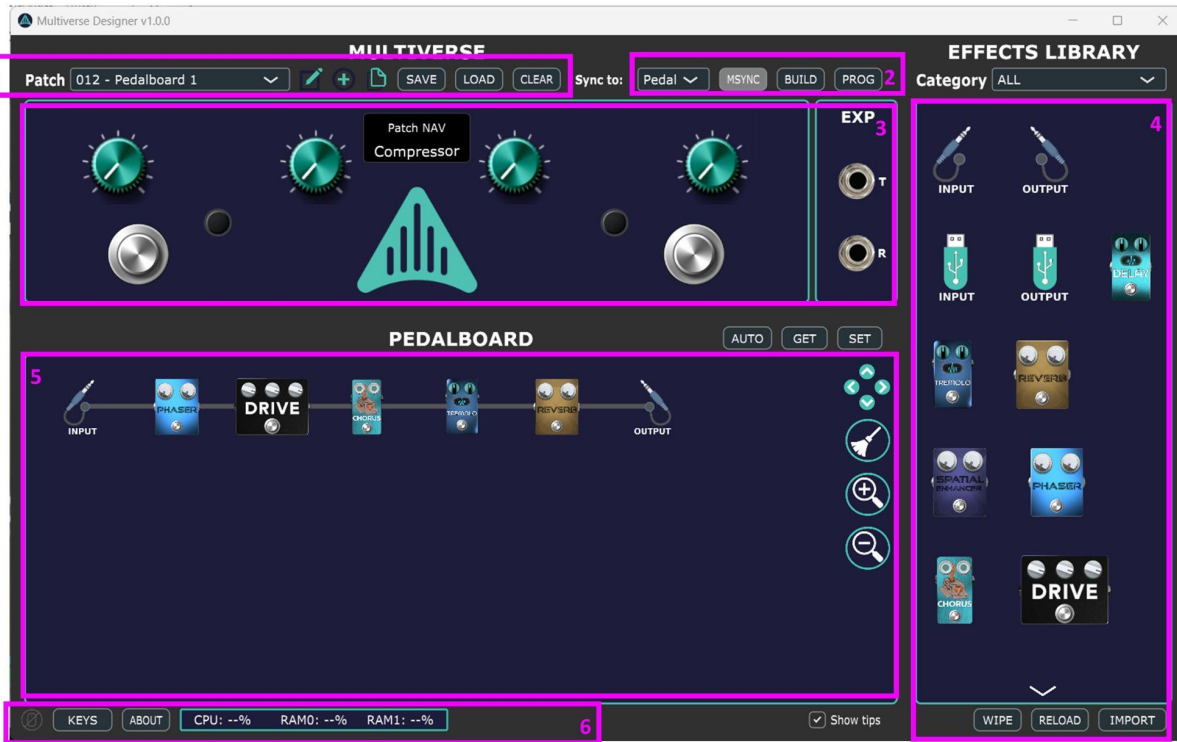 Multiverse Designer v1.0.0
MULTIVERSE
EFFECTS LIBRARY
Patch 012 - Pedalboard 1 SAVE LOAD CLEAR Sync to: Pedal MSYNC BUILD PROG 2
Category ALL
Patch NAV
Compressor
EXP
3
T
R
4
INPUT OUTPUT
INPUT OUTPUT DELAY
TREMOLO REVERB
SPATIAL
ENHANCER
PHASER
CHORUS DRIVE
PEDALBOARD AUTO GET SET
5
PHASER DRIVE CHORUS TREMOLO REVERB
INPUT OUTPUT
KEYS ABOUT CPU: --% RAM0: --% RAM1: --% 6
Show tips
WIPE RELOAD IMPORT